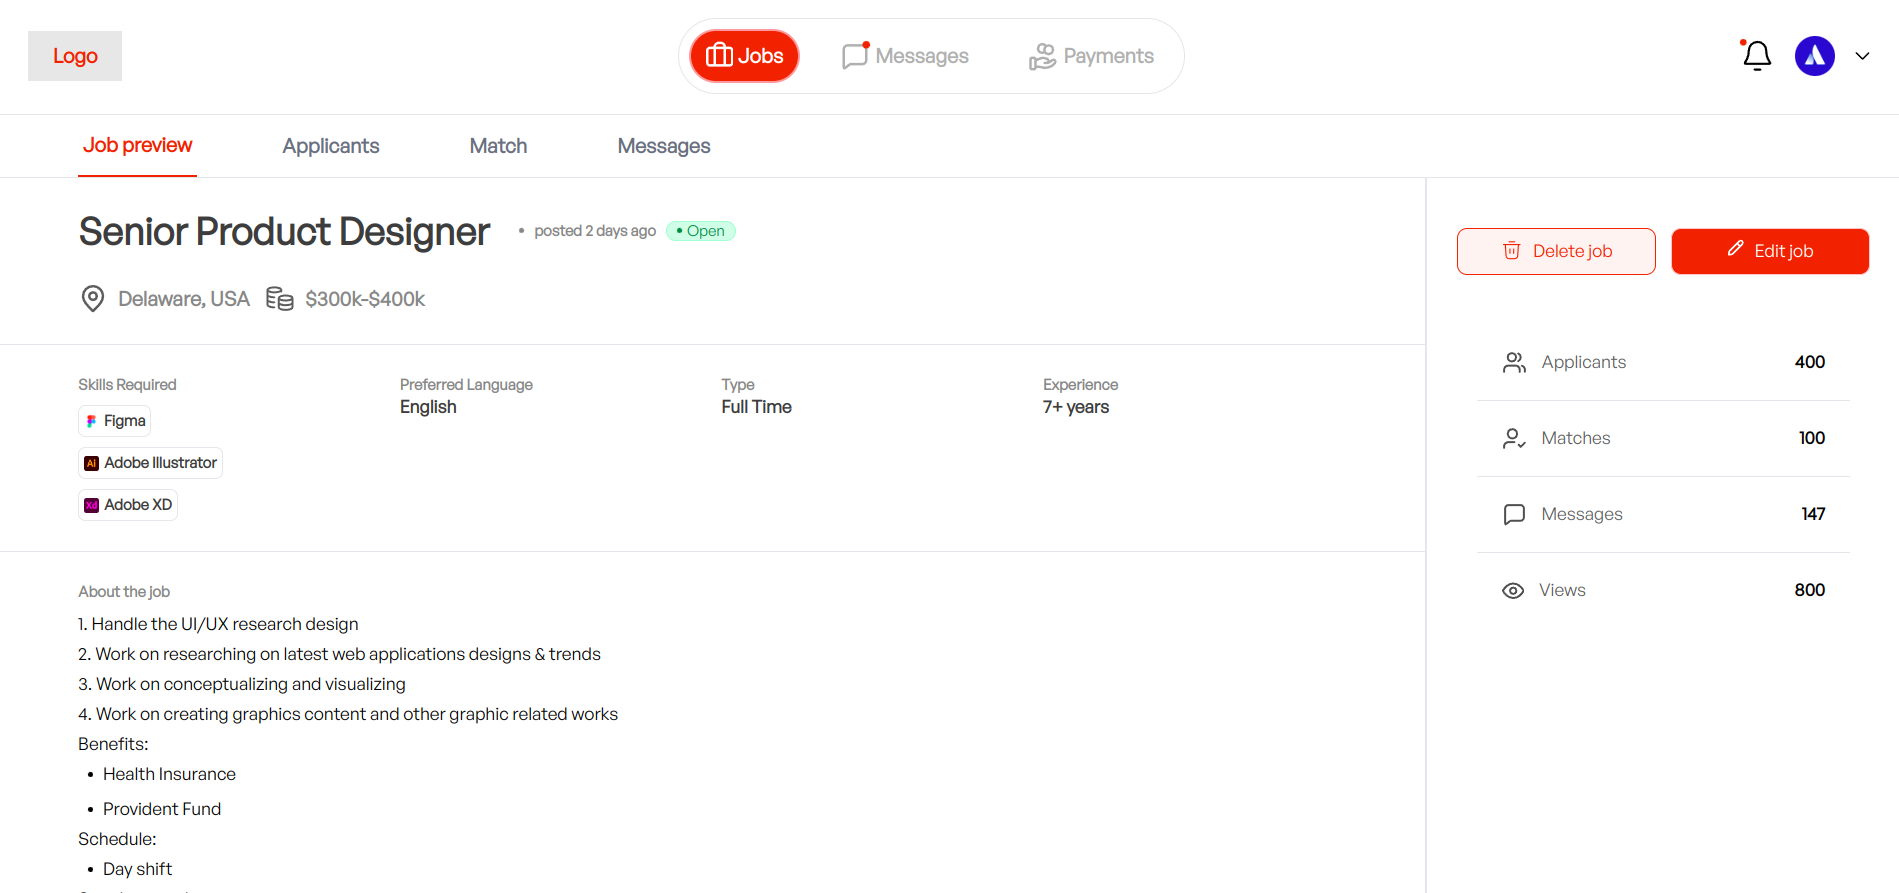 Logo
Jobs
Messages
Payments
Job preview
Applicants
Match
Messages
Senior Product Designer
• posted 2 days ago
• Open
Delaware, USA
$300k-$400k
Delete job
Edit job
Skills Required
Figma
Ai Adobe Illustrator
Xd Adobe XD
Preferred Language
English
Type
Full Time
Experience
7+ years
Applicants 400
Matches 100
Messages 147
Views 800
About the job
1. Handle the UI/UX research design
2. Work on researching on latest web applications designs & trends
3. Work on conceptualizing and visualizing
4. Work on creating graphics content and other graphic related works
Benefits:
• Health Insurance
• Provident Fund
Schedule:
• Day shift